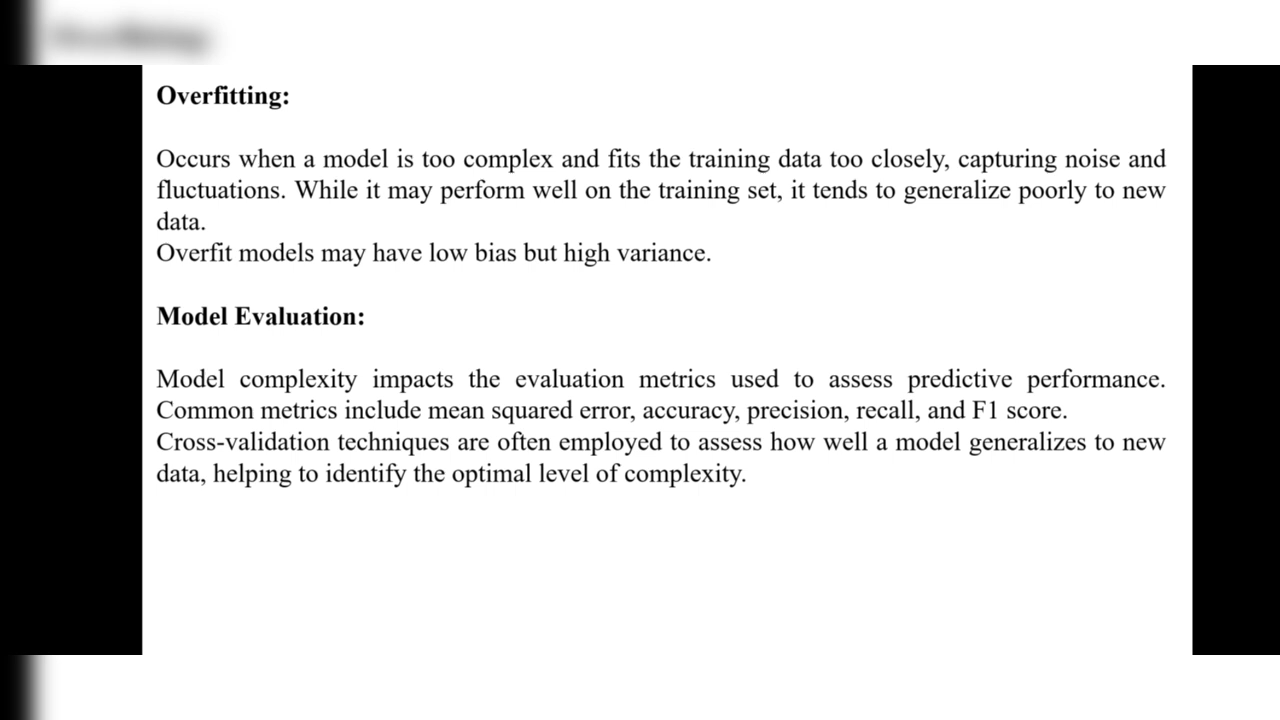 Overfitting:
Occurs when a model is too complex and fits the training data too closely, capturing noise and
fluctuations. While it may perform well on the training set, it tends to generalize poorly to new
data.
Overfit models may have low bias but high variance.
Model Evaluation:
Model complexity impacts the evaluation metrics used to assess predictive performance.
Common metrics include mean squared error, accuracy, precision, recall, and F1 score.
Cross-validation techniques are often employed to assess how well a model generalizes to new
data, helping to identify the optimal level of complexity.